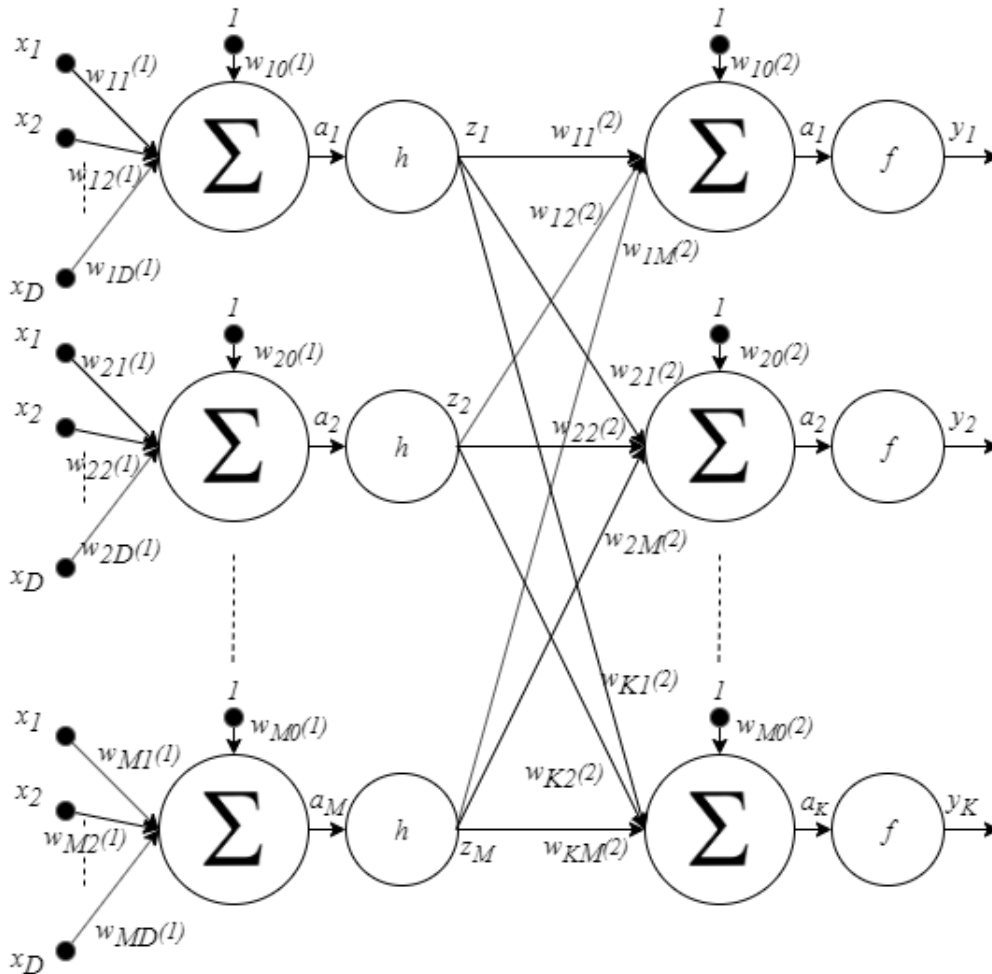 1 1
x1 w11(1) w10(1) w10(2)
x2 Σ a1 h z1 w11(2) Σ a1 f y1
w12(1) w12(2)
xD w1D(1) w1M(2)
1 1
x1 w21(1) w20(1) w21(2) w20(2)
x2 Σ a2 h z2 w22(2) Σ a2 f y2
w22(1)
xD w2D(1) w2M(2)
1 wK1(2) 1
x1 wM1(1) wM0(1) wM0(2)
x2 Σ aM h wK2(2) Σ aK f yK
wM2(1) zM wKM(2)
xD wMD(1)